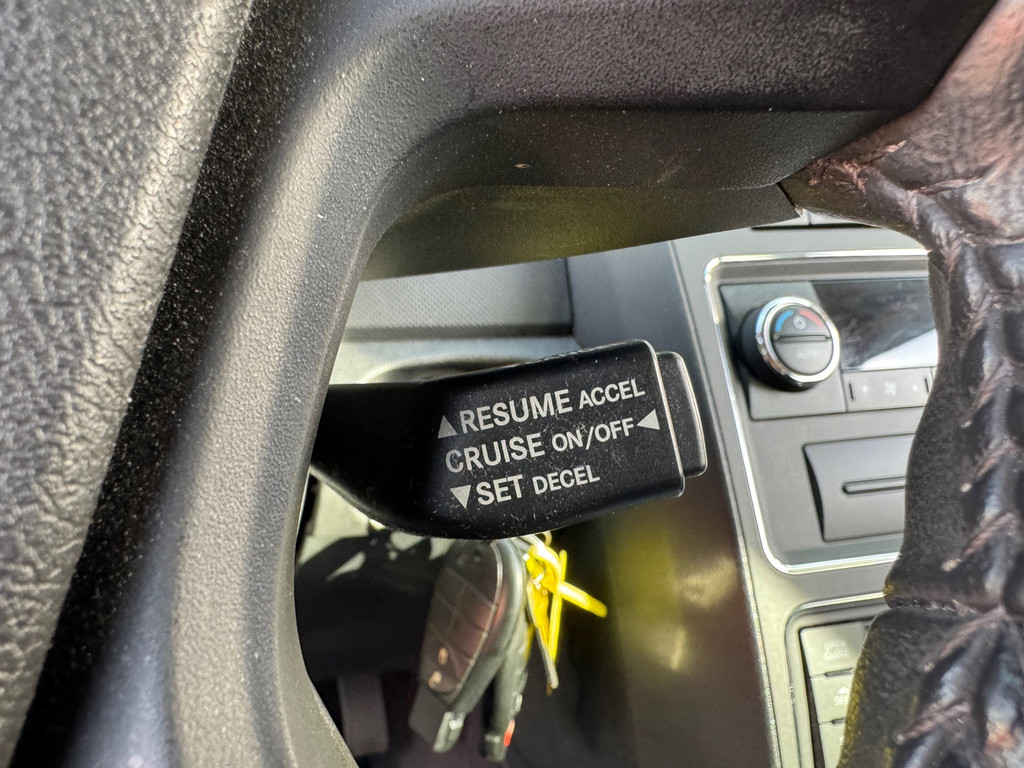 ▲RESUME ACCEL
CRUISE ON/OFF◀
▼SET DECEL